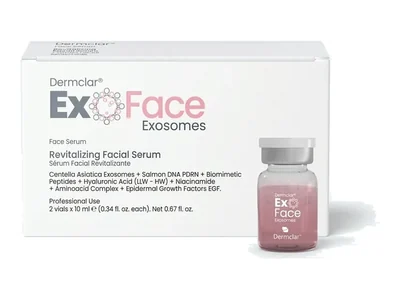 Dermclar®
ExoFace
Exosomes
Face Serum
Revitalizing Facial Serum
Sérum Facial Revitalizante
Centella Asiatica Exosomes + Salmon DNA PDRN + Biomimetic
Peptides + Hyaluronic Acid (LLW - HW) + Niacinamide
+ Aminoacid Complex + Epidermal Growth Factors EGF.
Professional Use
2 vials x 10 ml (0.34 fl. oz. each). Net 0.67 fl. oz.
Dermclar®
Exo
Face
Exosomes
Dermclar